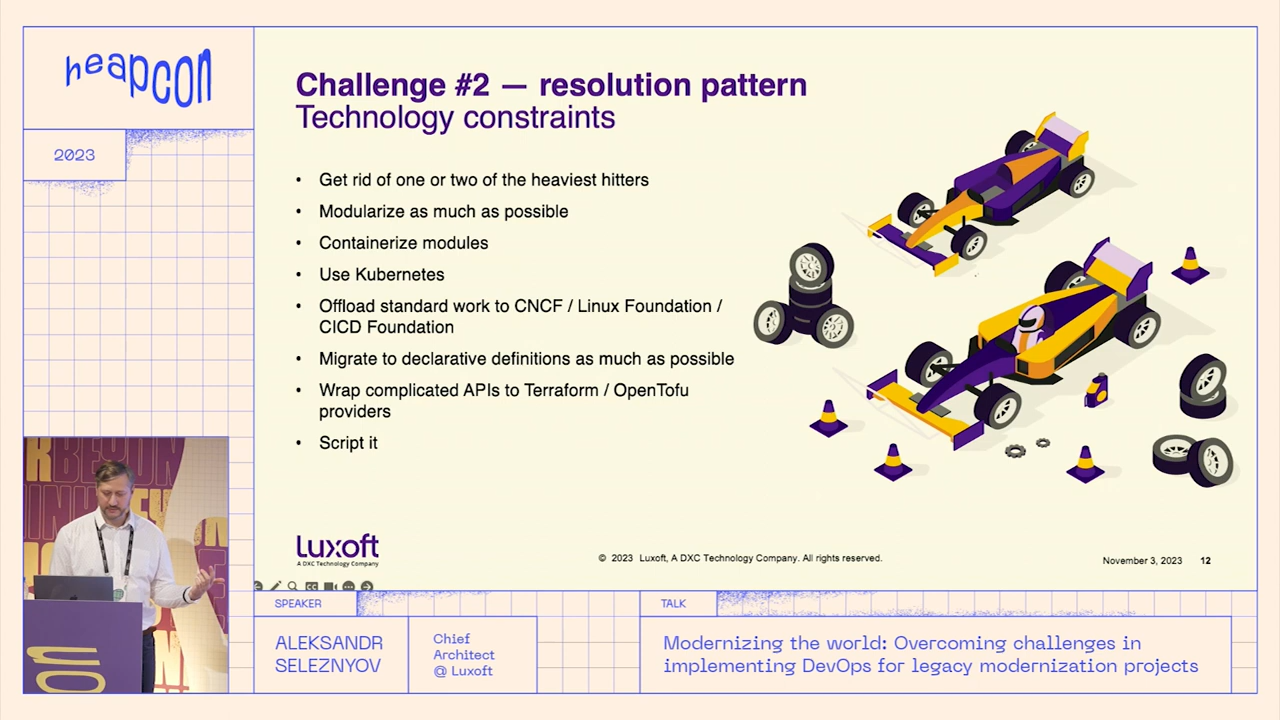 heapcon
2023
Challenge #2 — resolution pattern
Technology constraints
• Get rid of one or two of the heaviest hitters
• Modularize as much as possible
• Containerize modules
• Use Kubernetes
• Offload standard work to CNCF / Linux Foundation /
CICD Foundation
• Migrate to declarative definitions as much as possible
• Wrap complicated APIs to Terraform / OpenTofu
providers
• Script it
Luxoft
A DXC Technology Company
© 2023 Luxoft, A DXC Technology Company. All rights reserved.
November 3, 2023 12
SPEAKER
ALEKSANDR
SELEZNYOV
Chief
Architect
@ Luxoft
TALK
Modernizing the world: Overcoming challenges in
implementing DevOps for legacy modernization projects